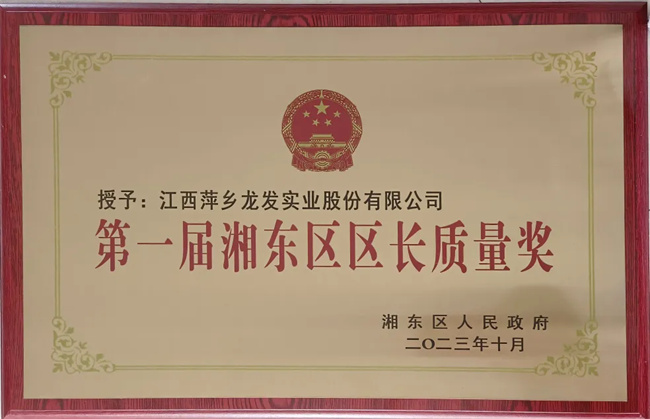 授予：江西萍乡龙发实业股份有限公司
第一届湘东区区长质量奖
湘东区人民政府
二〇二三年十月